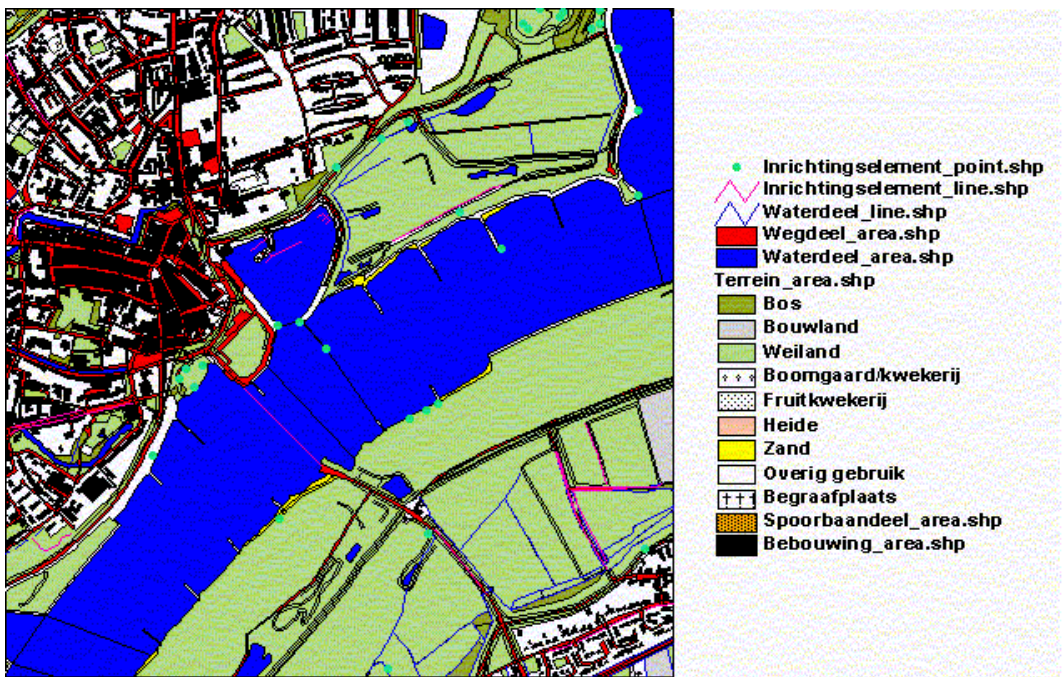 Inrichtingselement_point.shp
Inrichtingselement_line.shp
Waterdeel_line.shp
Wegdeel_area.shp
Waterdeel_area.shp
Terrein_area.shp
Bos
Bouwland
Weiland
Boomgaard/kwekerij
Fruitkwekerij
Heide
Zand
Overig gebruik
Begraafplaats
Spoorbaandeel_area.shp
Bebouwing_area.shp